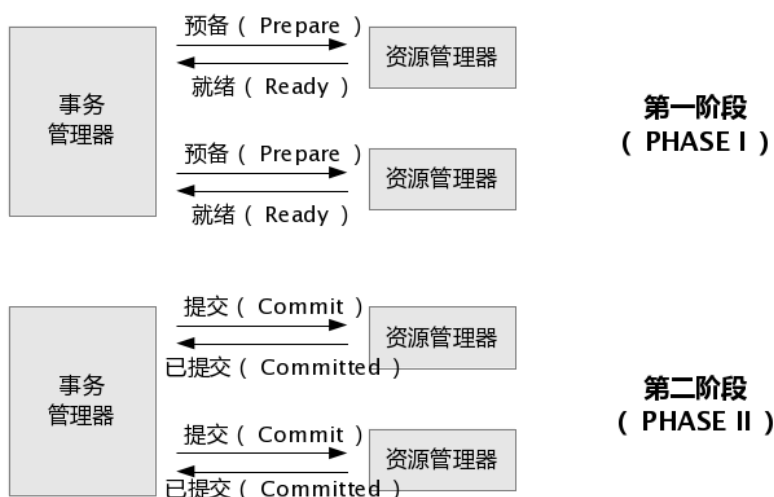 预备（ Prepare ）
资源管理器
就绪（ Ready ）
事务
管理器
第一阶段
（ PHASE I ）
预备（ Prepare ）
资源管理器
就绪（ Ready ）
提交（ Commit ）
资源管理器
已提交（ Committed ）
事务
管理器
第二阶段
（ PHASE II ）
提交（ Commit ）
资源管理器
已提交（ Committed ）